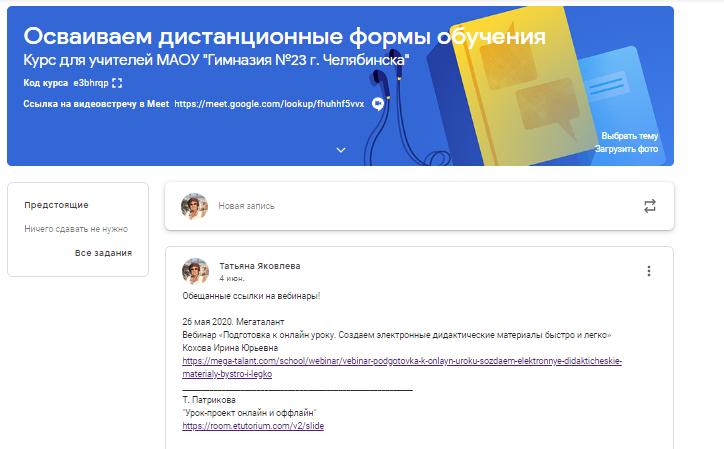 Осваиваем дистанционные формы обучения
Курс для учителей МАОУ "Гимназия №23 г. Челябинска"
Код курса e3bhrqp
Ссылка на видеовстречу в Meet https://meet.google.com/lookup/fhuhhf5vvx
Выбрать тему
Загрузить фото
Предстоящие
Ничего сдавать не нужно
Все задания
Новая запись
Татьяна Яковлева
4 июн.
Обещанные ссылки на вебинары!
26 мая 2020. Мегаталант
Вебинар «Подготовка к онлайн уроку. Создаем электронные дидактические материалы быстро и легко»
Кохова Ирина Юрьевна
https://mega-talant.com/school/webinar/vebinar-podgotovka-k-onlayn-uroku-sozdaem-elektronnye-didakticheskie-
materialy-bystro-i-legko
Т. Патрикова
"Урок-проект онлайн и оффлайн"
https://room.etutorium.com/v2/slide